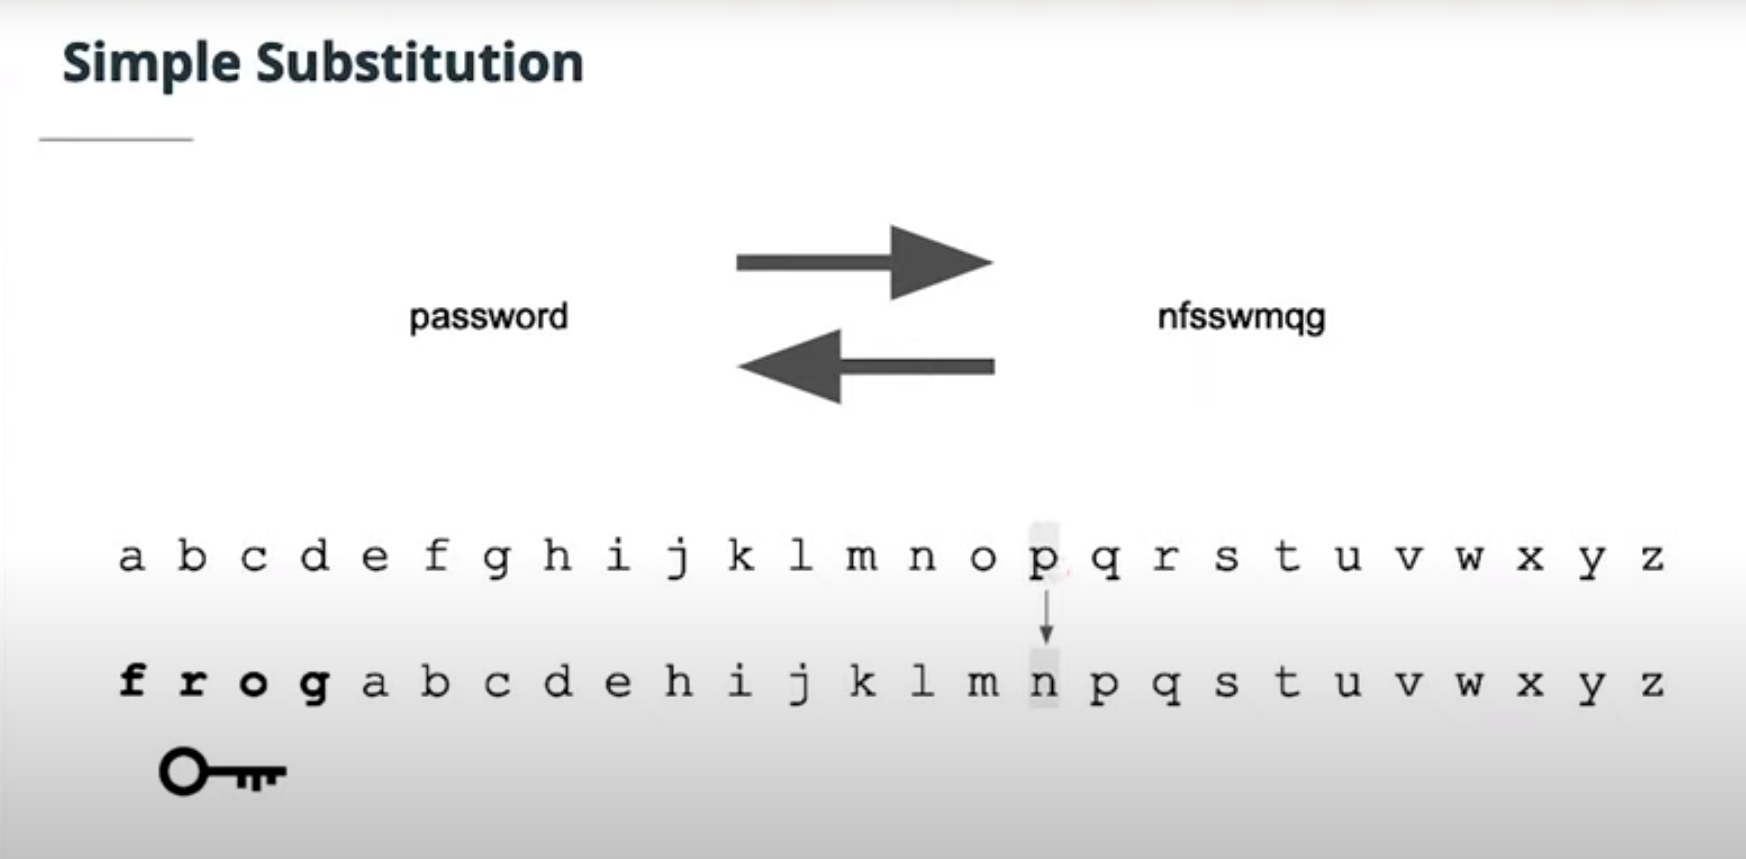 Simple Substitution
password nfsswmqg
a b c d e f g h i j k l m n o p q r s t u v w x y z
f r o g a b c d e h i j k l m n p q s t u v w x y z